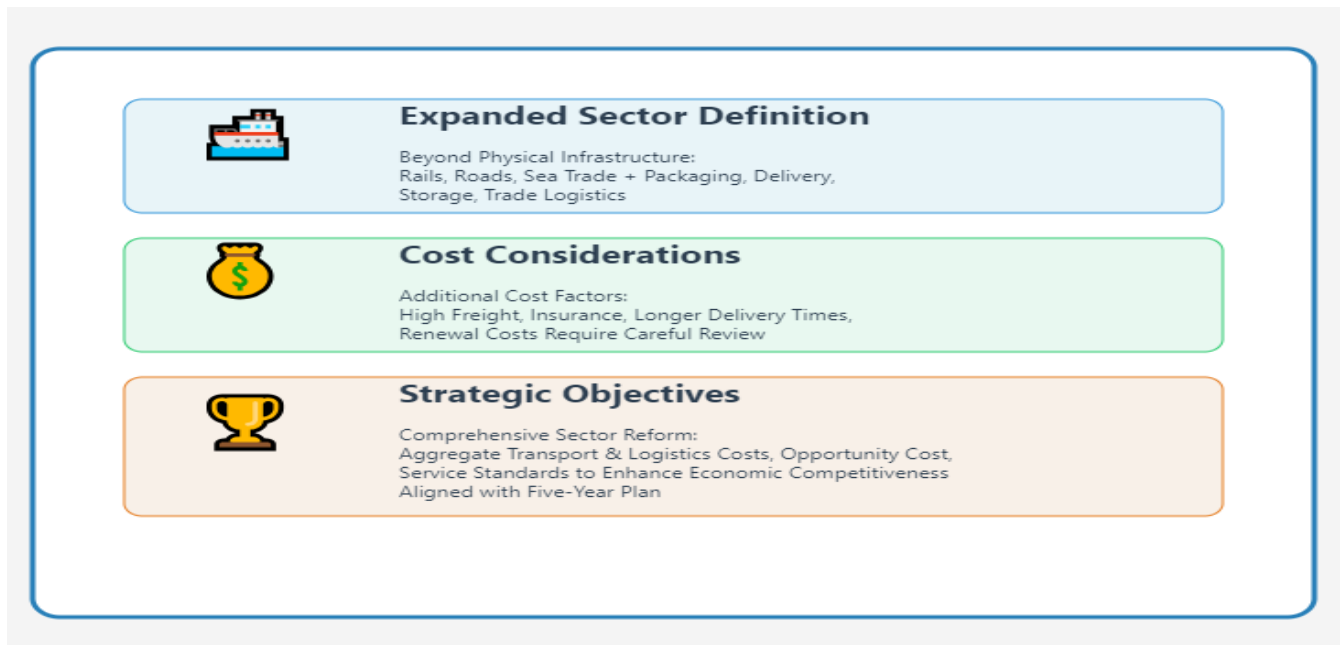 Expanded Sector Definition
Beyond Physical Infrastructure:
Rails, Roads, Sea Trade + Packaging, Delivery,
Storage, Trade Logistics
Cost Considerations
Additional Cost Factors:
High Freight, Insurance, Longer Delivery Times,
Renewal Costs Require Careful Review
Strategic Objectives
Comprehensive Sector Reform:
Aggregate Transport & Logistics Costs, Opportunity Cost,
Service Standards to Enhance Economic Competitiveness
Aligned with Five-Year Plan